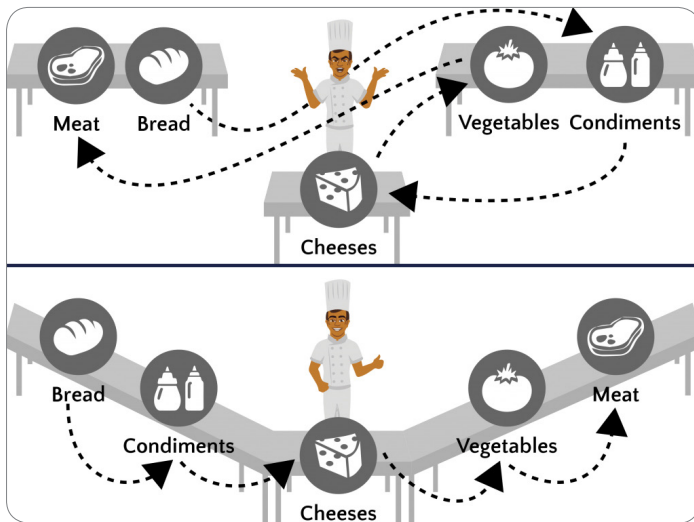 Meat Bread
Vegetables Condiments
Cheeses
Bread
Meat
Condiments
Vegetables
Cheeses